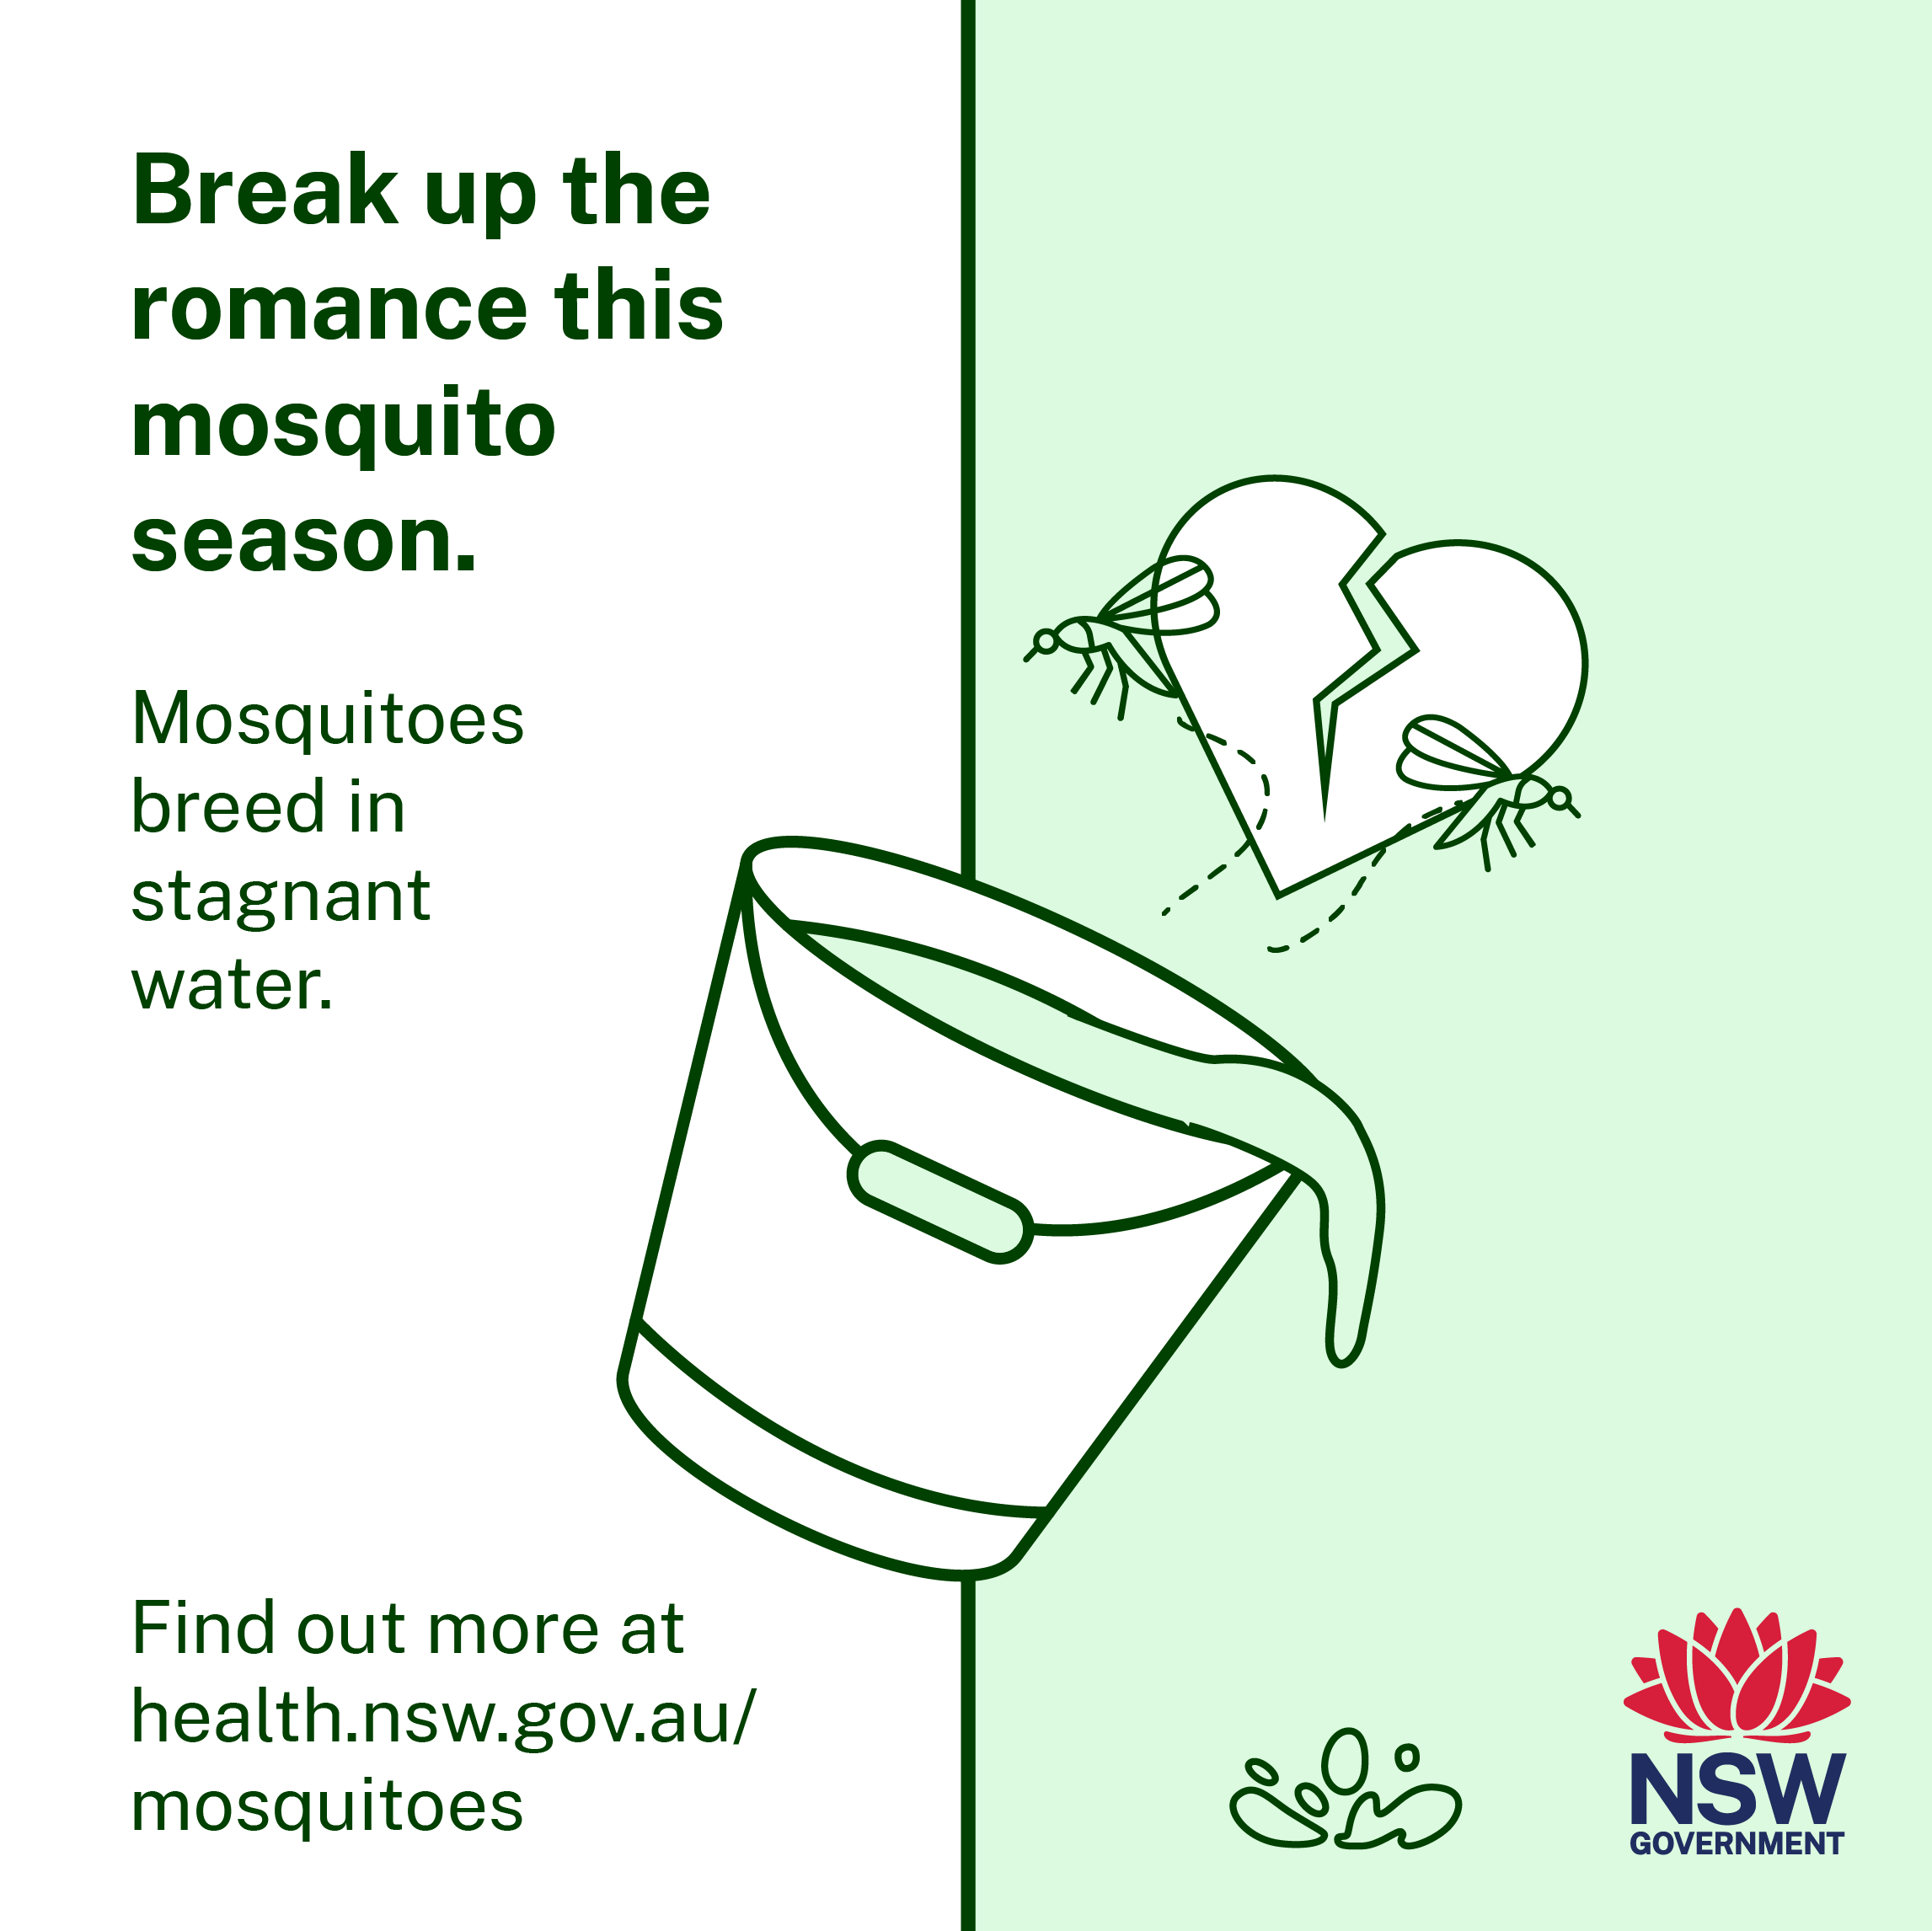 Break up the
romance this
mosquito
season.
Mosquitoes
breed in
stagnant
water.
Find out more at
health.nsw.gov.au/
mosquitoes
NSW
GOVERNMENT